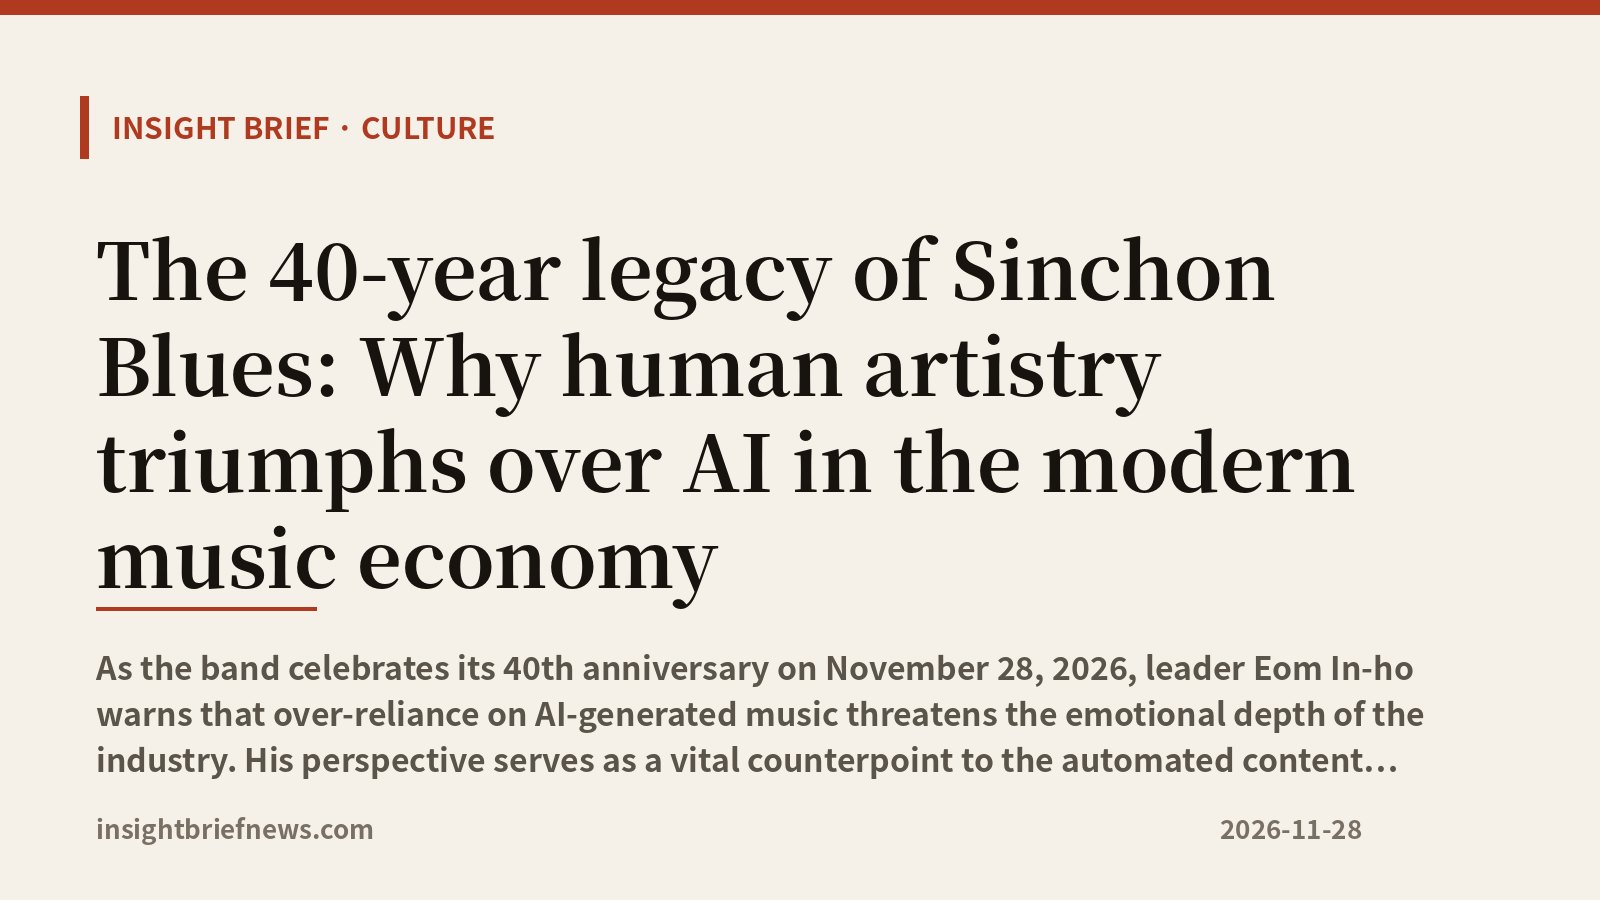 INSIGHT BRIEF · CULTURE
The 40-year legacy of Sinchon
Blues: Why human artistry
triumphs over AI in the modern
music economy
As the band celebrates its 40th anniversary on November 28, 2026, leader Eom In-ho
warns that over-reliance on AI-generated music threatens the emotional depth of the
industry. His perspective serves as a vital counterpoint to the automated content…
insightbriefnews.com
2026-11-28